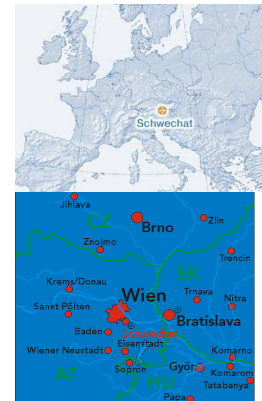 Schwechat
Jihlava
CZ
Brno
Zlin
Znojmo
Trencin
SK
Krems/Donau
Wien
Trnava
Nitra
Sankt Pölten
Bratislava
Schwechat
Baden
Eisenstadt
Wiener Neustadt
Komarno
Sopron
Györ
Komarom
AT
HU
Tatabanya
Papa